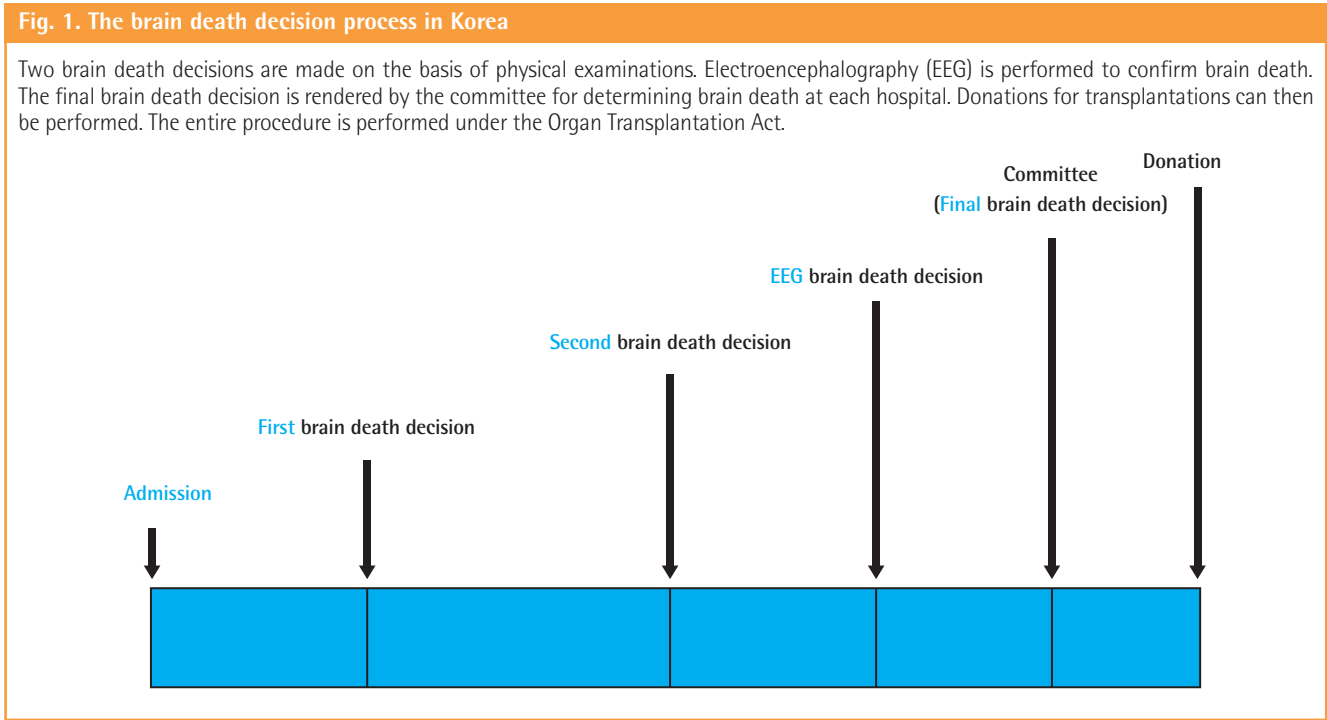 Fig. 1. The brain death decision process in Korea
Two brain death decisions are made on the basis of physical examinations. Electroencephalography (EEG) is performed to confirm brain death.
The final brain death decision is rendered by the committee for determining brain death at each hospital. Donations for transplantations can then
be performed. The entire procedure is performed under the Organ Transplantation Act.
Donation
Committee
(Final brain death decision)
EEG brain death decision
Second brain death decision
First brain death decision
Admission